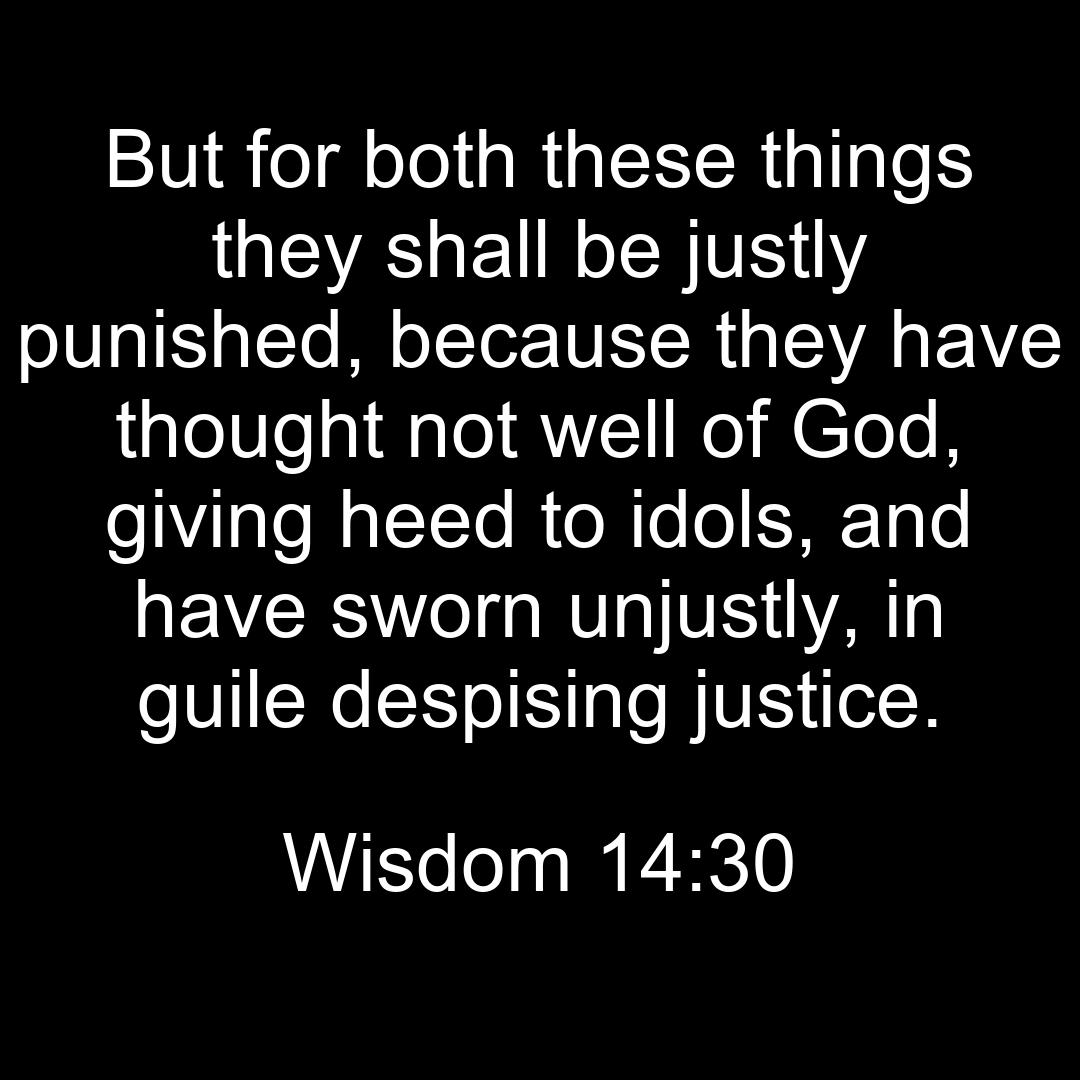 But for both these things
they shall be justly
punished, because they have
thought not well of God,
giving heed to idols, and
have sworn unjustly, in
guile despising justice.
Wisdom 14:30